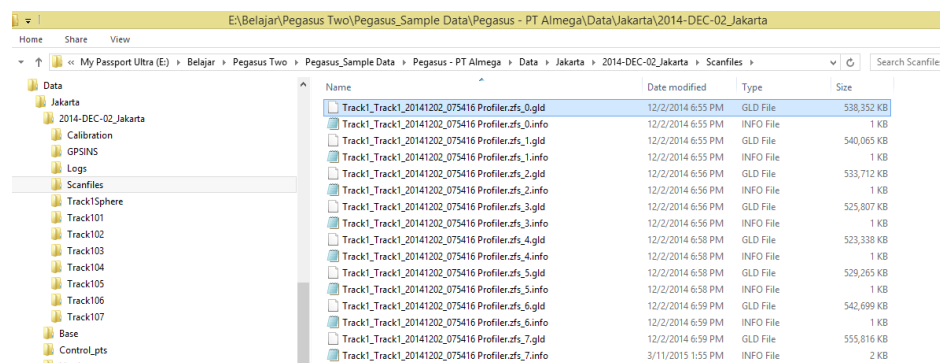 E:\Belajar\Pegasus Two\Pegasus_Sample Data\Pegasus - PT Almega\Data\Jakarta\2014-DEC-02_Jakarta
Home Share View
« My Passport Ultra (E:) Belajar Pegasus Two Pegasus_Sample Data Pegasus - PT Almega Data Jakarta 2014-DEC-02_Jakarta Scanfiles Search Scanfile
Data
Jakarta
2014-DEC-02_Jakarta
Calibration
GPSINS
Logs
Scanfiles
Track1Sphere
Track101
Track102
Track103
Track104
Track105
Track106
Track107
Base
Control_pts
Name Date modified Type Size
Track1_Track1_20141202_075416 Profiler.zfs_0.gld 12/2/2014 6:55 PM GLD File 538,352 KB
Track1_Track1_20141202_075416 Profiler.zfs_0.info 12/2/2014 6:55 PM INFO File 1 KB
Track1_Track1_20141202_075416 Profiler.zfs_1.gld 12/2/2014 6:55 PM GLD File 540,065 KB
Track1_Track1_20141202_075416 Profiler.zfs_1.info 12/2/2014 6:55 PM INFO File 1 KB
Track1_Track1_20141202_075416 Profiler.zfs_2.gld 12/2/2014 6:56 PM GLD File 533,712 KB
Track1_Track1_20141202_075416 Profiler.zfs_2.info 12/2/2014 6:56 PM INFO File 1 KB
Track1_Track1_20141202_075416 Profiler.zfs_3.gld 12/2/2014 6:56 PM GLD File 525,807 KB
Track1_Track1_20141202_075416 Profiler.zfs_3.info 12/2/2014 6:56 PM INFO File 1 KB
Track1_Track1_20141202_075416 Profiler.zfs_4.gld 12/2/2014 6:58 PM GLD File 523,338 KB
Track1_Track1_20141202_075416 Profiler.zfs_4.info 12/2/2014 6:58 PM INFO File 1 KB
Track1_Track1_20141202_075416 Profiler.zfs_5.gld 12/2/2014 6:58 PM GLD File 529,265 KB
Track1_Track1_20141202_075416 Profiler.zfs_5.info 12/2/2014 6:58 PM INFO File 1 KB
Track1_Track1_20141202_075416 Profiler.zfs_6.gld 12/2/2014 6:59 PM GLD File 542,699 KB
Track1_Track1_20141202_075416 Profiler.zfs_6.info 12/2/2014 6:59 PM INFO File 1 KB
Track1_Track1_20141202_075416 Profiler.zfs_7.gld 12/2/2014 6:59 PM GLD File 555,816 KB
Track1_Track1_20141202_075416 Profiler.zfs_7.info 3/11/2015 1:55 PM INFO File 2 KB